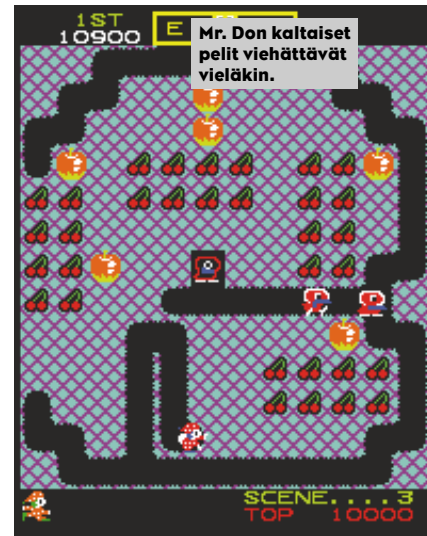 1ST
10900
E
Mr. Don kaltaiset
pelit viehättävät
vieläkin.
SCENE....3
TOP 10000